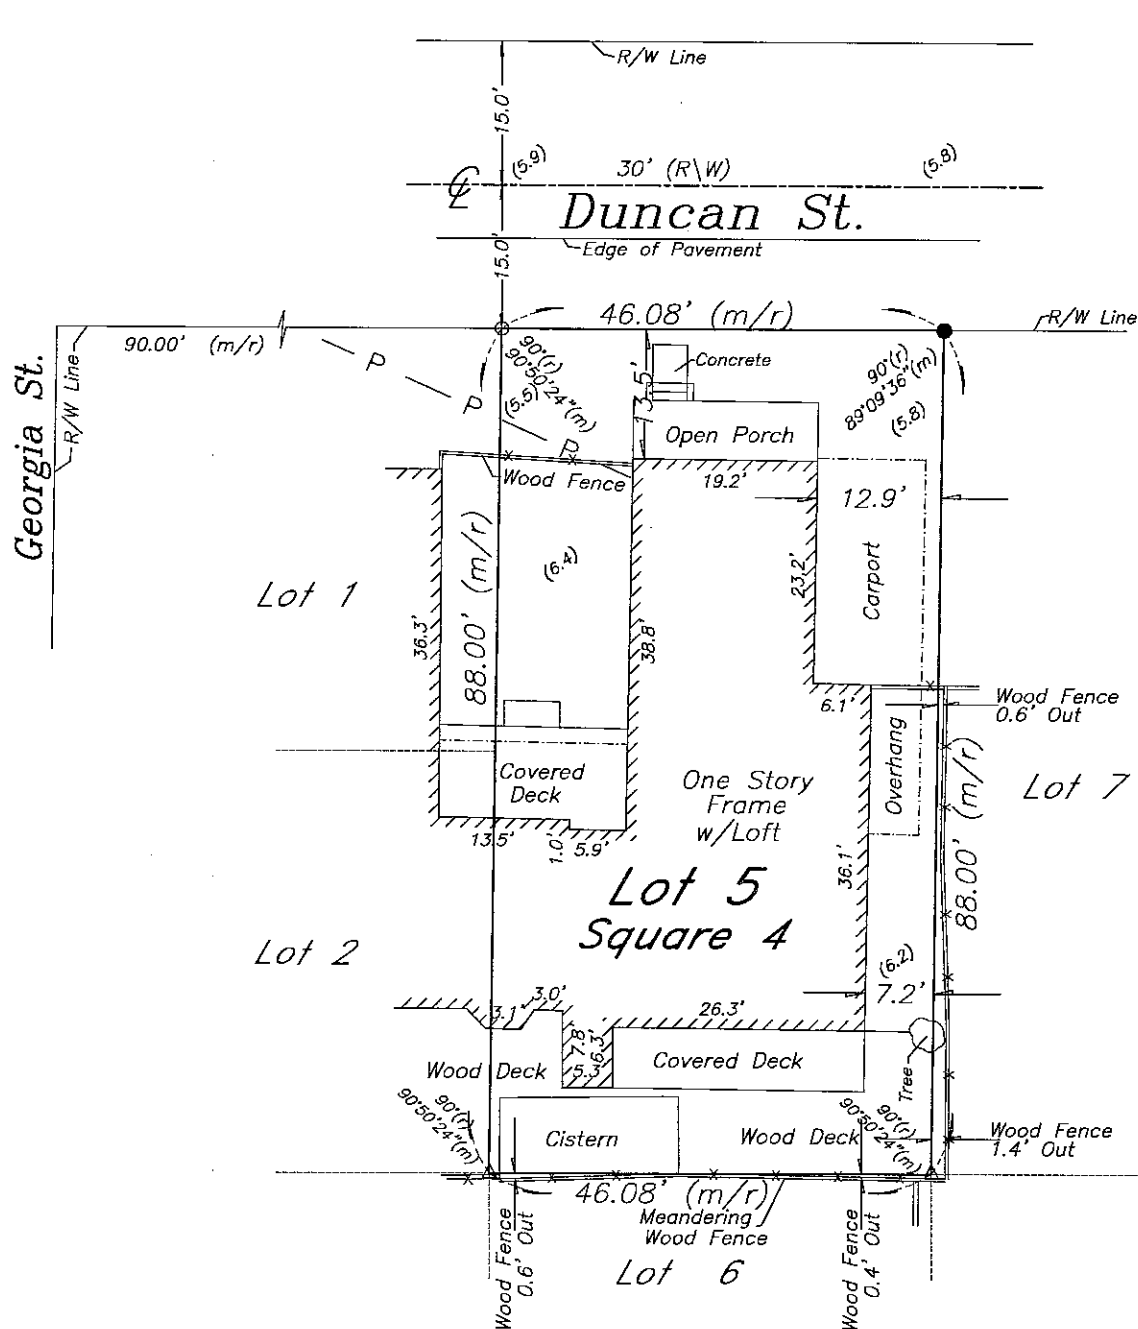 R/W Line
15.0'
(5.9)
30' (R\W)
(5.8)
℄
Duncan St.
Edge of Pavement
15.0'
46.08' (m/r)
R/W Line
90.00' (m/r)
R/W Line
Georgia St.
P
P
P
90°(r)
90°50'24"(m)
(5.5)
13.5'
Concrete
90°(r)
89°09'36"(m)
(5.8)
Open Porch
Wood Fence
19.2'
12.9'
88.00' (m/r)
(6.4)
23.2'
Carport
Lot 1
36.3'
38.8'
6.1'
Wood Fence
0.6' Out
Overhang
Covered
Deck
One Story
Frame
w/Loft
Lot 7
88.00' (m/r)
13.5'
1.0'
5.9'
36.1'
Lot 5
Square 4
Lot 2
(6.2)
7.2'
3.1'
3.0'
26.3'
7.8
6.3'
5.3'
Covered Deck
Wood Deck
Tree
90°(r)
90°50'24"(m)
Cistern
Wood Deck
90°(r)
90°50'24"(m)
Wood Fence
1.4' Out
46.08' (m/r)
Meandering
Wood Fence
Wood Fence
0.6' Out
Wood Fence
0.4' Out
Lot 6